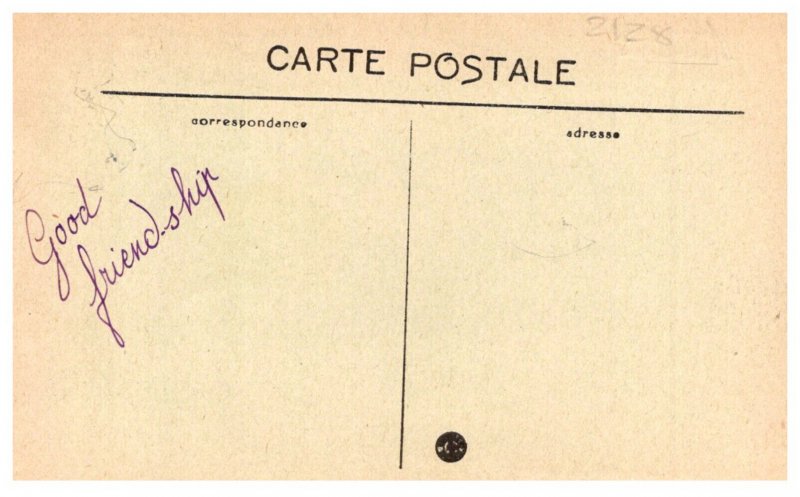 2128
CARTE POSTALE
correspondance
adresse
Good
friend-ship